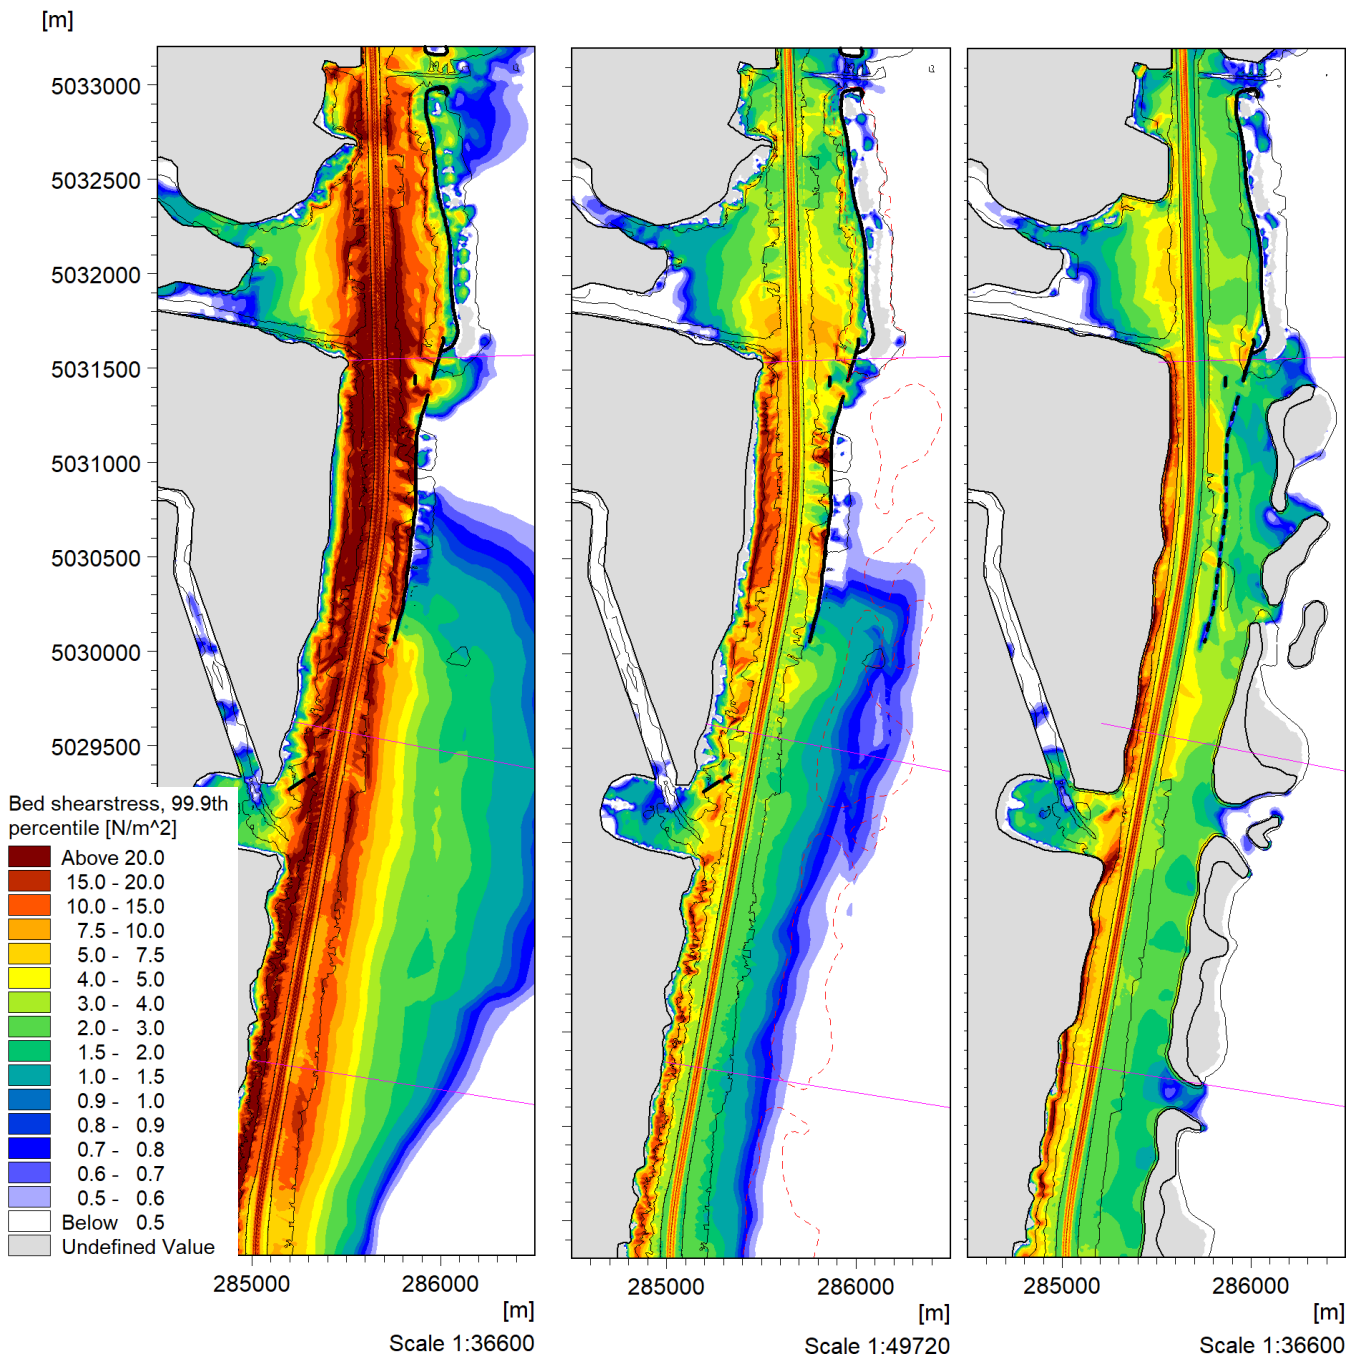 [m]
5033000
5032500
5032000
5031500
5031000
5030500
5030000
5029500
Bed shearstress, 99.9th
percentile [N/m^2]
Above 20.0
15.0 - 20.0
10.0 - 15.0
7.5 - 10.0
5.0 - 7.5
4.0 - 5.0
3.0 - 4.0
2.0 - 3.0
1.5 - 2.0
1.0 - 1.5
0.9 - 1.0
0.8 - 0.9
0.7 - 0.8
0.6 - 0.7
0.5 - 0.6
Below 0.5
Undefined Value
285000 286000 285000 286000 285000 286000
[m] [m] [m]
Scale 1:36600 Scale 1:49720 Scale 1:36600